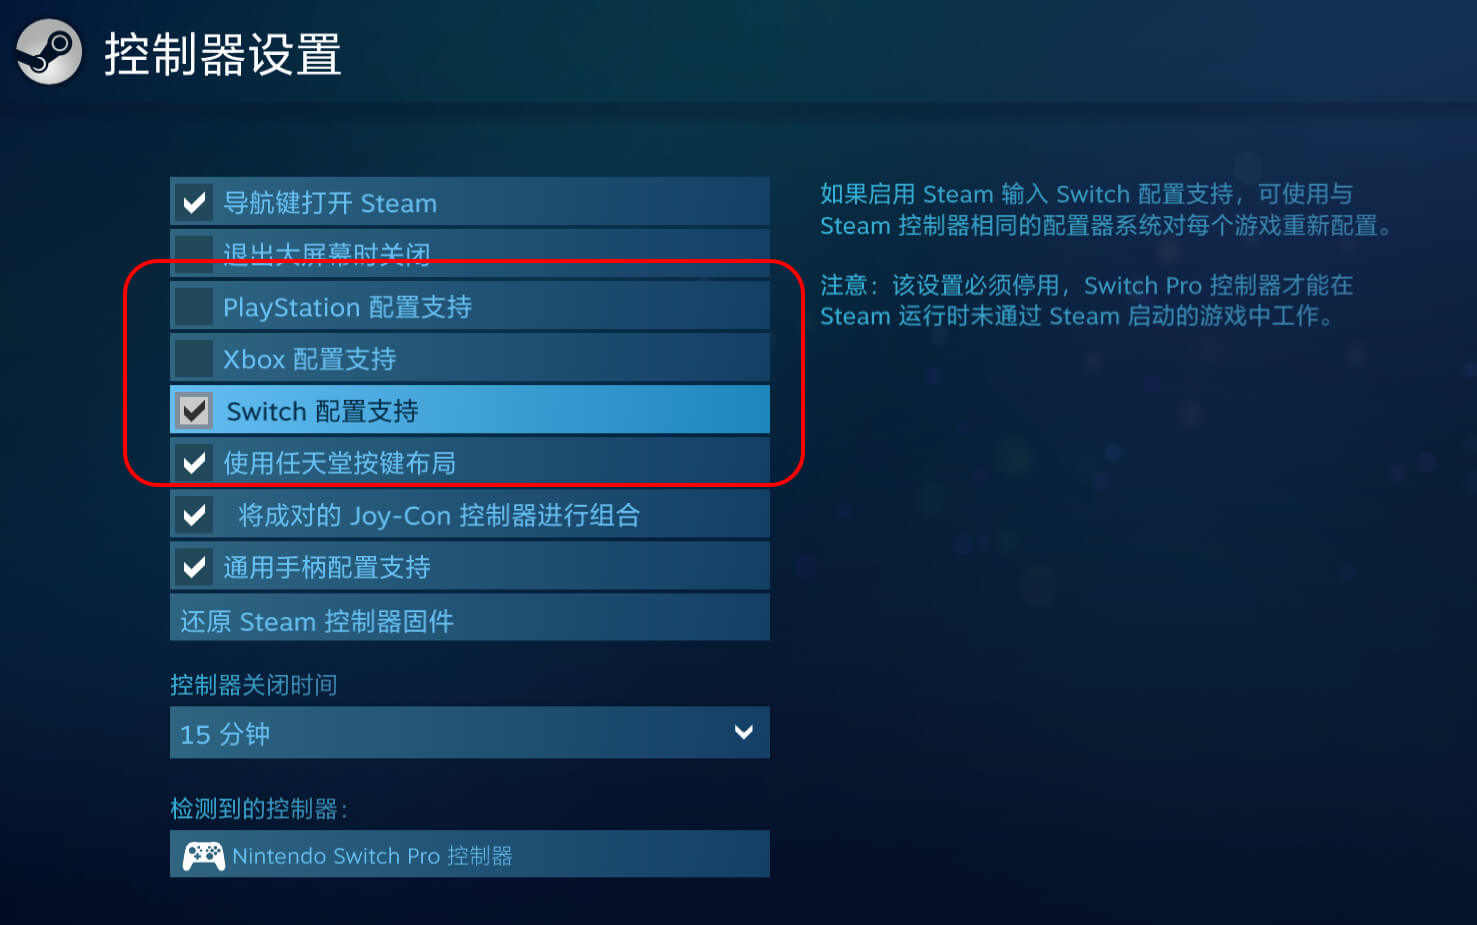 控制器设置
导航键打开 Steam
退出大屏幕时关闭
PlayStation 配置支持
Xbox 配置支持
Switch 配置支持
使用任天堂按键布局
将成对的 Joy-Con 控制器进行组合
通用手柄配置支持
还原 Steam 控制器固件
控制器关闭时间
15 分钟
检测到的控制器：
Nintendo Switch Pro 控制器
如果启用 Steam 输入 Switch 配置支持，可使用与
Steam 控制器相同的配置器系统对每个游戏重新配置。
注意：该设置必须停用，Switch Pro 控制器才能在
Steam 运行时未通过 Steam 启动的游戏中工作。